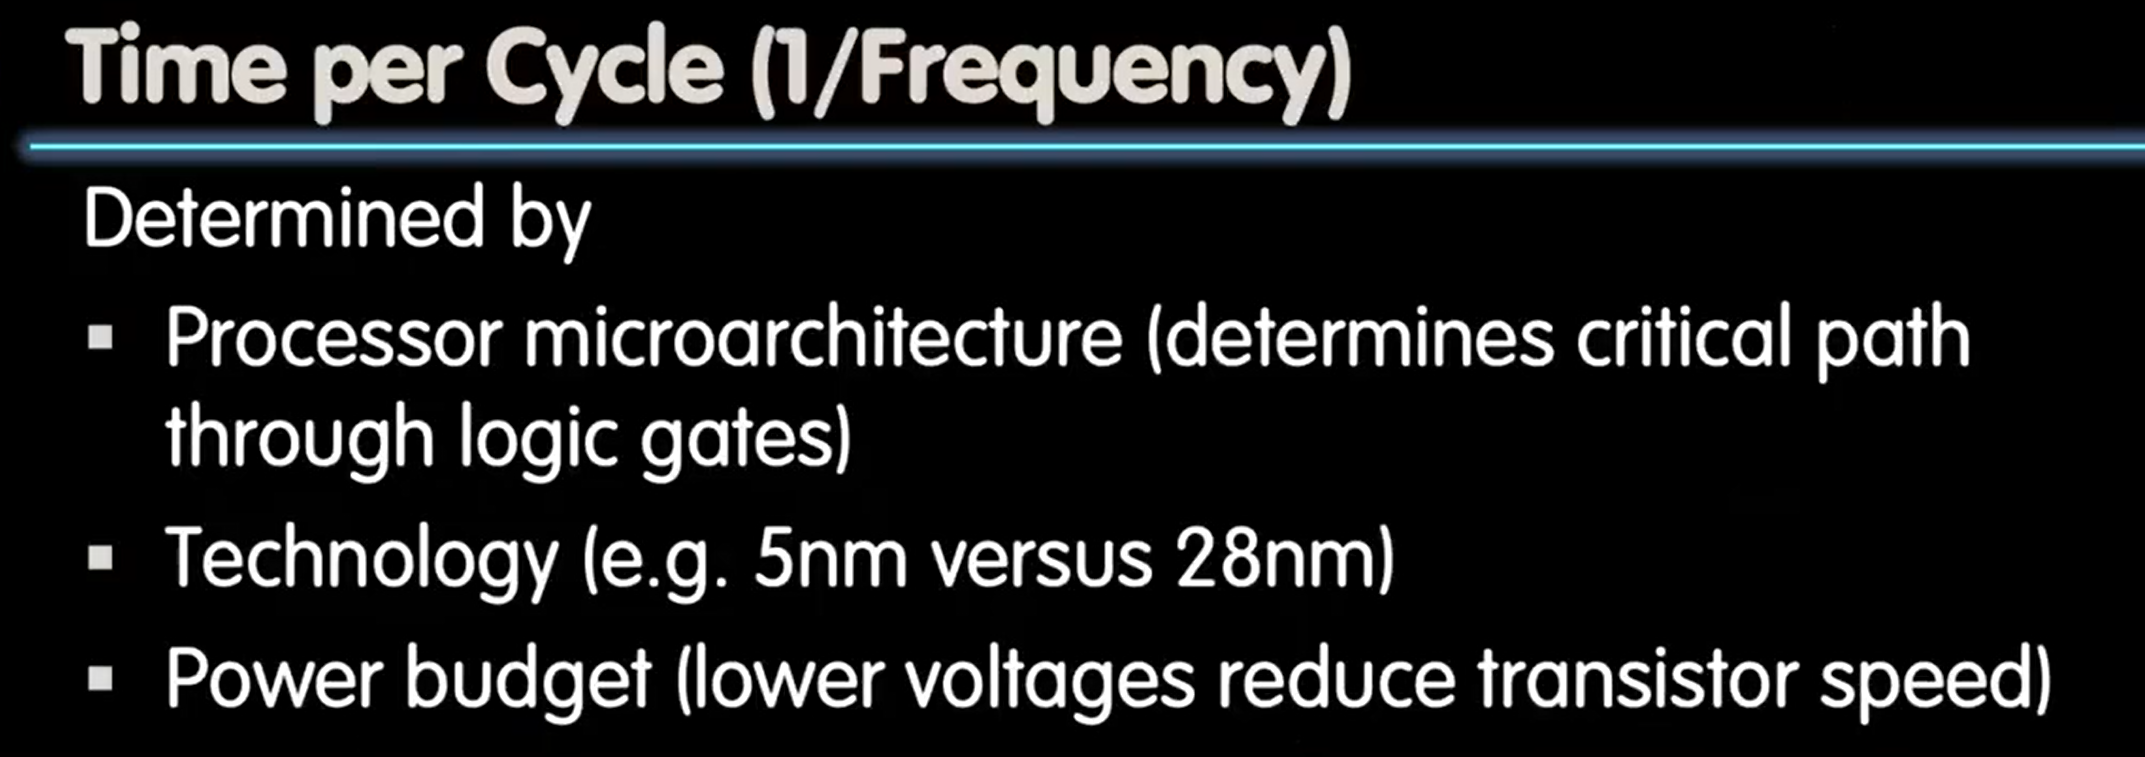 Time per Cycle (1/Frequency)
Determined by
▪ Processor microarchitecture (determines critical path
through logic gates)
▪ Technology (e.g. 5nm versus 28nm)
▪ Power budget (lower voltages reduce transistor speed)